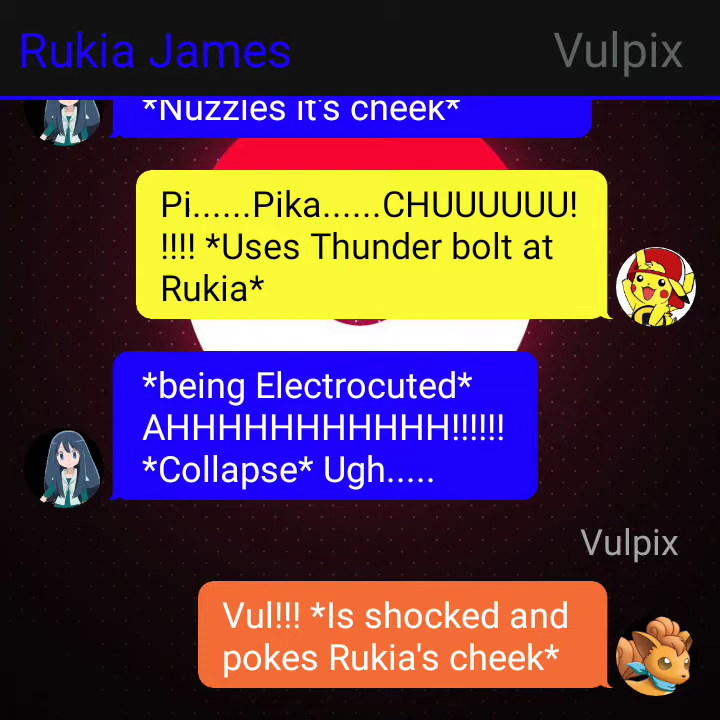 Rukia James
Vulpix
*Nuzzles it's cheek*
Pi......Pika......CHUUUUUU!
!!!! *Uses Thunder bolt at
Rukia*
*being Electrocuted*
AHHHHHHHHHHH!!!!!!
*Collapse* Ugh.....
Vulpix
Vul!!! *Is shocked and
pokes Rukia's cheek*